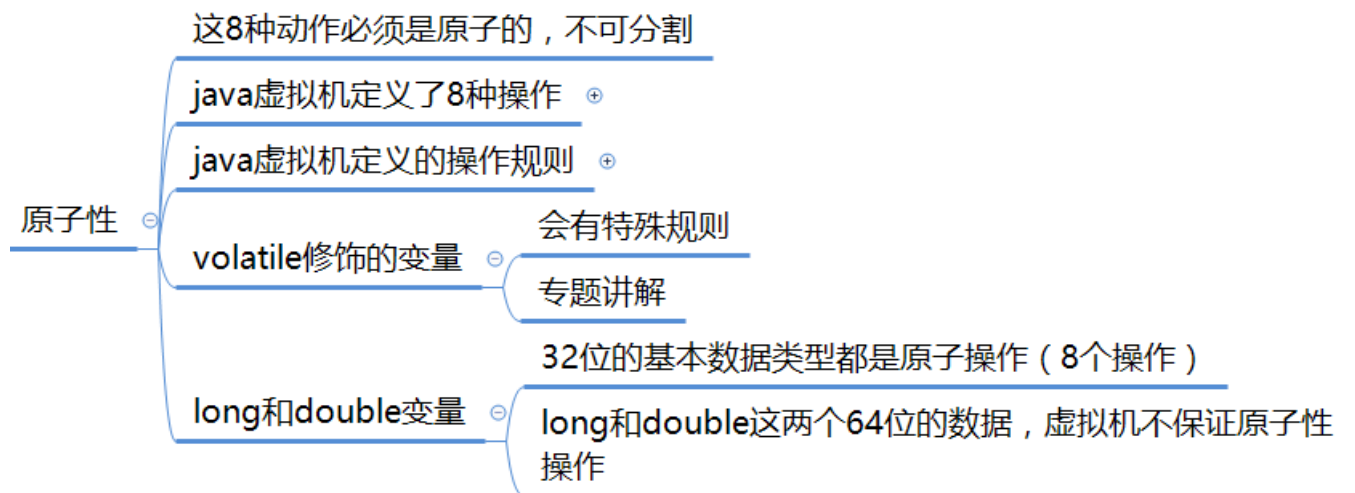 这8种动作必须是原子的，不可分割
java虚拟机定义了8种操作
java虚拟机定义的操作规则
原子性
volatile修饰的变量
会有特殊规则
专题讲解
long和double变量
32位的基本数据类型都是原子操作（8个操作）
long和double这两个64位的数据，虚拟机不保证原子性
操作